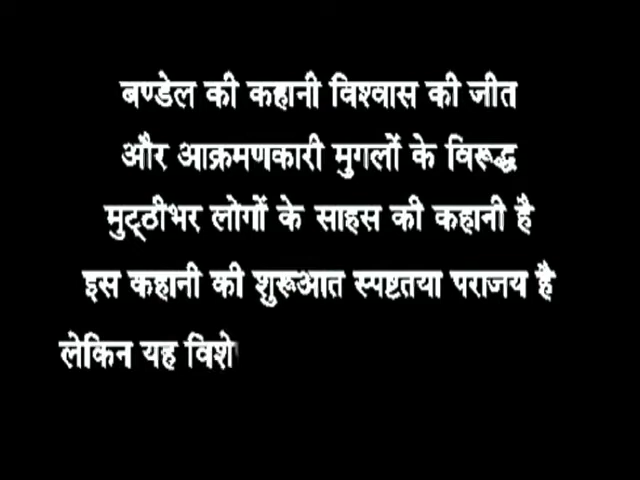 बण्डेल की कहानी विश्वास की जीत
और आक्रमणकारी मुगलों के विरूद्ध
मुट्ठीभर लोगों के साहस की कहानी है
इस कहानी की शुरूआत स्पष्टतया पराजय है
लेकिन यह विशे